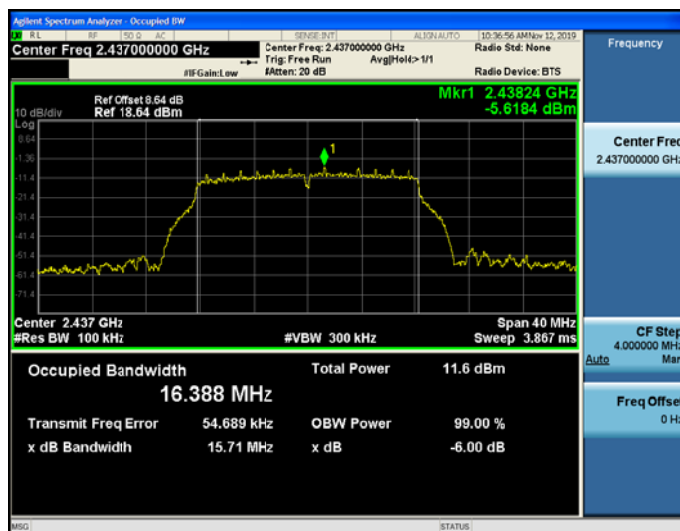 Agilent Spectrum Analyzer - Occupied BW
RL RF 50 Ω AC SENSE:INT ALIGN AUTO 10:36:56 AM Nov 12, 2019
Center Freq 2.437000000 GHz
Center Freq: 2.437000000 GHz
Radio Std: None
Trig: Free Run Avg|Hold:> 1/1
#IFGain:Low #Atten: 20 dB Radio Device: BTS
Frequency
Mkr1 2.43824 GHz
-5.6184 dBm
Ref Offset 8.64 dB
10 dB/div Ref 18.64 dBm
Log
8.64
-1.36
-11.4
-21.4
-31.4
-41.4
-51.4
-61.4
-71.4
1
Center Freq
2.437000000 GHz
Center 2.437 GHz Span 40 MHz
#Res BW 100 kHz #VBW 300 kHz Sweep 3.867 ms
CF Step
4.000000 MHz
Auto Man
Occupied Bandwidth Total Power 11.6 dBm
16.388 MHz
Transmit Freq Error 54.689 kHz OBW Power 99.00 %
x dB Bandwidth 15.71 MHz x dB -6.00 dB
Freq Offset
0 Hz
MSG STATUS